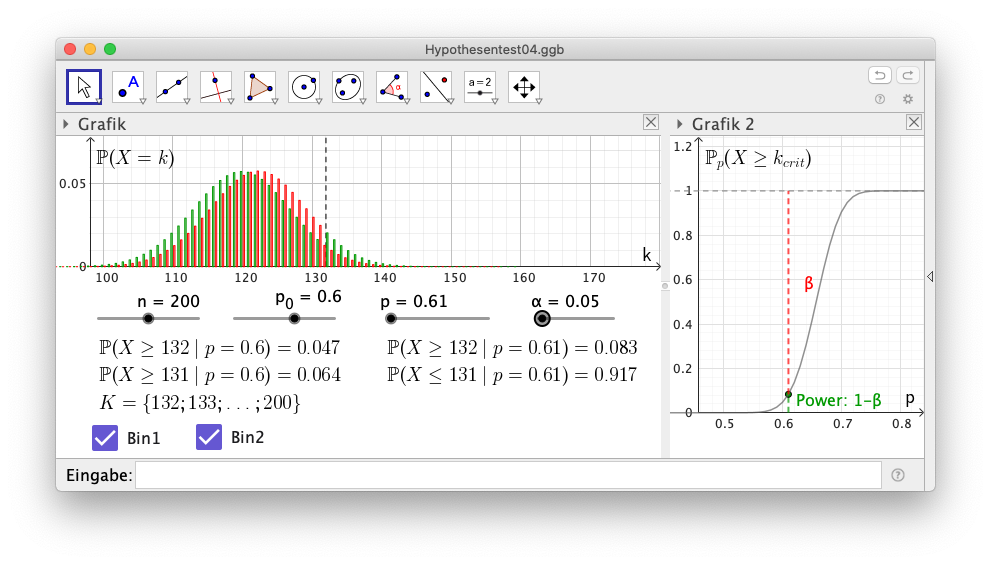 Hypothesentest04.ggb
A
α
a=2
Grafik
Grafik 2
ℙ(X = k)
0.05
0
100 110 120 130 140 150 160 170
k
n = 200
p₀ = 0.6
p = 0.61
α = 0.05
ℙ(X ≥ 132 | p = 0.6) = 0.047
ℙ(X ≥ 131 | p = 0.6) = 0.064
K = {132; 133; . . . ; 200}
ℙ(X ≥ 132 | p = 0.61) = 0.083
ℙ(X ≤ 131 | p = 0.61) = 0.917
Bin1
Bin2
ℙₚ(X ≥ k_crit)
1.2
1
0.8
0.6
0.4
0.2
0
β
Power: 1–β
p
0.5 0.6 0.7 0.8
Eingabe: